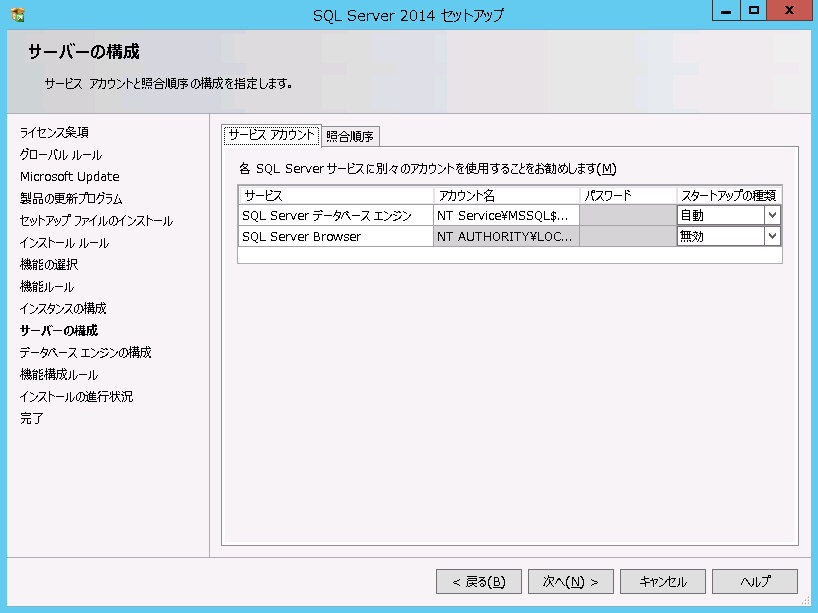 SQL Server 2014 セットアップ
サーバーの構成
サービス アカウントと照合順序の構成を指定します。
ライセンス条項
グローバル ルール
Microsoft Update
製品の更新プログラム
セットアップ ファイルのインストール
インストール ルール
機能の選択
機能ルール
インスタンスの構成
サーバーの構成
データベース エンジンの構成
機能構成ルール
インストールの進行状況
完了
サービス アカウント 照合順序
各 SQL Server サービスに別々のアカウントを使用することをお勧めします(M)
サービス アカウント名 パスワード スタートアップの種類
SQL Server データベース エンジン NT Service¥MSSQL$... 自動
SQL Server Browser NT AUTHORITY¥LOC... 無効
< 戻る(B) 次へ(N) > キャンセル ヘルプ